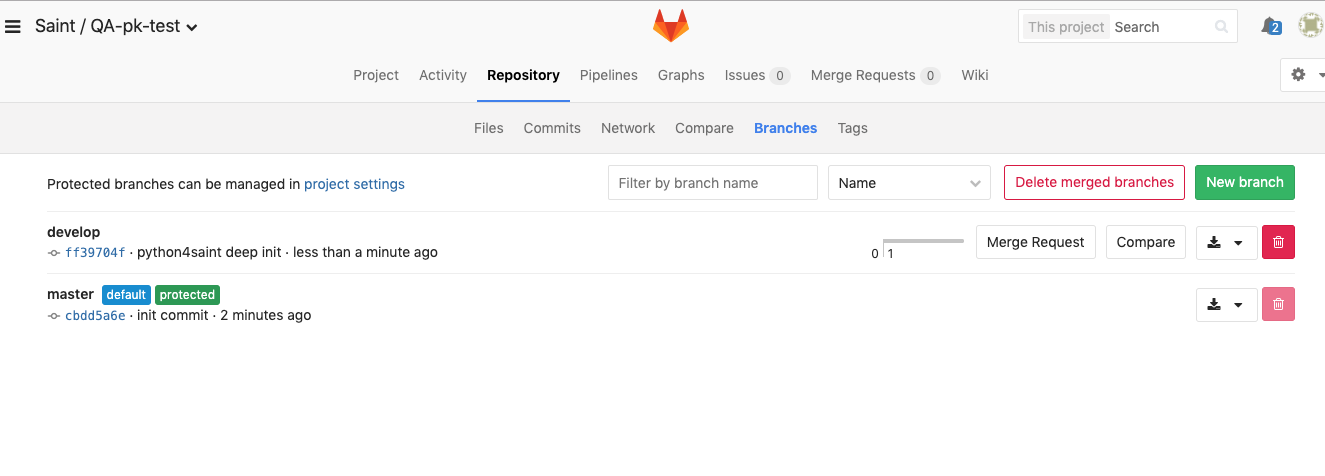 Saint / QA-pk-test
This project Search
2
Project Activity Repository Pipelines Graphs Issues 0 Merge Requests 0 Wiki
Files Commits Network Compare Branches Tags
Protected branches can be managed in project settings
Filter by branch name
Name
Delete merged branches
New branch
develop
ff39704f · python4saint deep init · less than a minute ago
0 1
Merge Request
Compare
master default protected
cbdd5a6e · init commit · 2 minutes ago